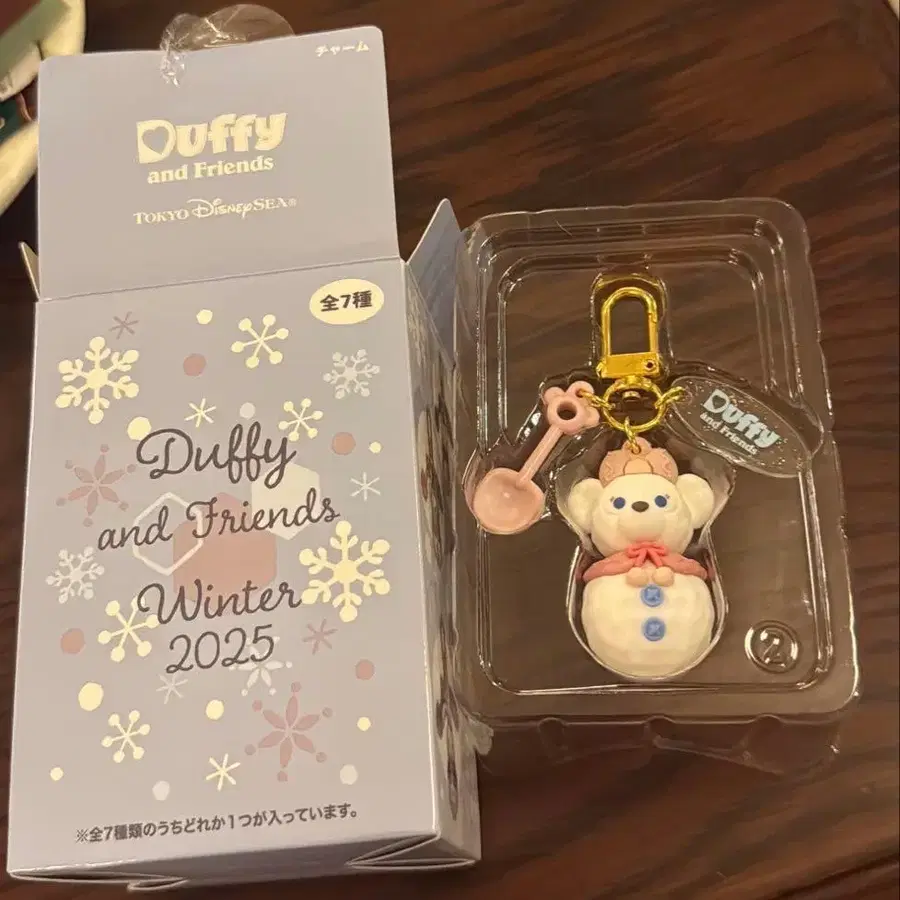 チャーム
Duffy
and Friends
TOKYO DISNEYSEA®
全7種
Duffy
and Friends
Winter
2025
※全7種類のうちどれか1つが入っています。
Duffy
and Friends
2